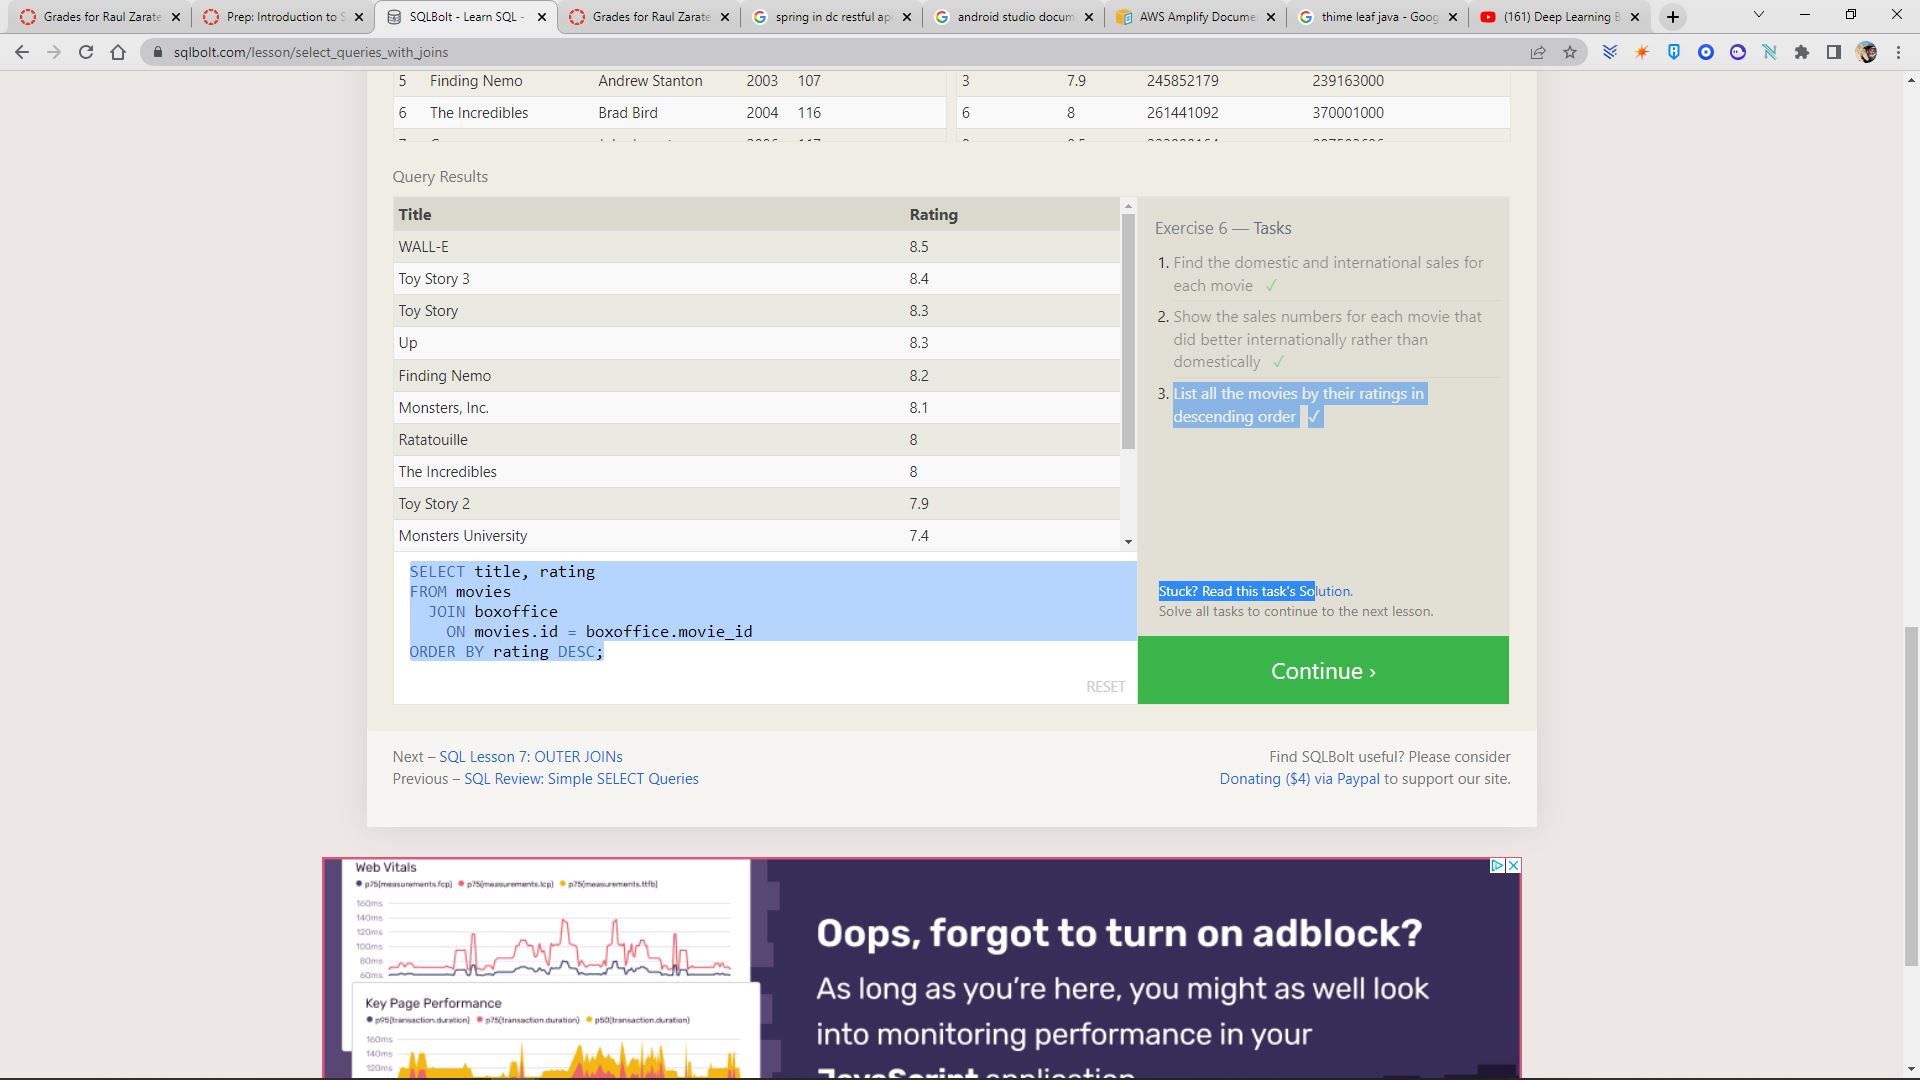 Grades for Raul Zarate
Prep: Introduction to S
SQLBolt - Learn SQL -
Grades for Raul Zarate
spring in dc restful api
android studio docum
AWS Amplify Docume
thime leaf java - Goog
(161) Deep Learning B
sqlbolt.com/lesson/select_queries_with_joins
5 Finding Nemo Andrew Stanton 2003 107
3 7.9 245852179 239163000
6 The Incredibles Brad Bird 2004 116
6 8 261441092 370001000
Query Results
Title Rating
WALL-E 8.5
Toy Story 3 8.4
Toy Story 8.3
Up 8.3
Finding Nemo 8.2
Monsters, Inc. 8.1
Ratatouille 8
The Incredibles 8
Toy Story 2 7.9
Monsters University 7.4
SELECT title, rating
FROM movies
JOIN boxoffice
ON movies.id = boxoffice.movie_id
ORDER BY rating DESC;
RESET
Exercise 6 — Tasks
1. Find the domestic and international sales for
each movie ✓
2. Show the sales numbers for each movie that
did better internationally rather than
domestically ✓
3. List all the movies by their ratings in
descending order ✓
Stuck? Read this task's Solution.
Solve all tasks to continue to the next lesson.
Continue ›
Next – SQL Lesson 7: OUTER JOINs
Previous – SQL Review: Simple SELECT Queries
Find SQLBolt useful? Please consider
Donating ($4) via Paypal to support our site.
Web Vitals
p75(measurements.fcp) p75(measurements.lcp) p75(measurements.ttfb)
160ms
140ms
120ms
100ms
80ms
60ms
Key Page Performance
p95(transaction.duration) p75(transaction.duration) p50(transaction.duration)
160ms
140ms
120ms
Oops, forgot to turn on adblock?
As long as you're here, you might as well look
into monitoring performance in your
JavaScript application